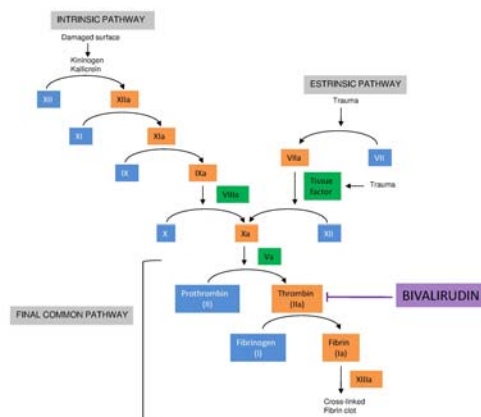 INTRINSIC PATHWAY
Damaged surface
Kininogen
Kallicrein
XII
XIIa
ESTRINSIC PATHWAY
Trauma
XI
XIa
VIIa
VII
IX
IXa
Tissue
factor
Trauma
VIIIa
X
Xa
XII
Va
Prothrombin
(II)
Thrombin
(IIa)
BIVALIRUDIN
FINAL COMMON PATHWAY
Fibrinogen
(I)
Fibrin
(Ia)
XIIIa
Cross-linked
Fibrin clot